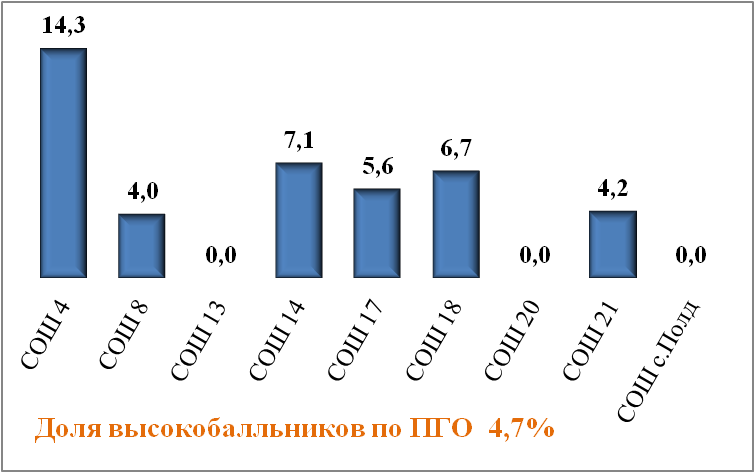 14,3
4,0
0,0
7,1
5,6
6,7
0,0
4,2
0,0
СОШ 4
СОШ 8
СОШ 13
СОШ 14
СОШ 17
СОШ 18
СОШ 20
СОШ 21
СОШ с.Полд
Доля высокобалльников по ПГО 4,7%